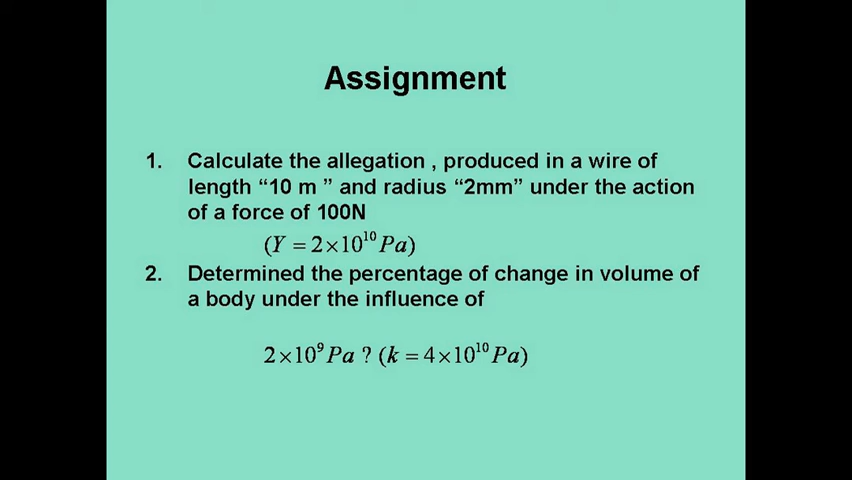 Assignment
1. Calculate the allegation , produced in a wire of
length “10 m ” and radius “2mm” under the action
of a force of 100N
(Y = 2×10¹⁰ Pa)
2. Determined the percentage of change in volume of
a body under the influence of
2×10⁹ Pa ? (k = 4×10¹⁰ Pa)